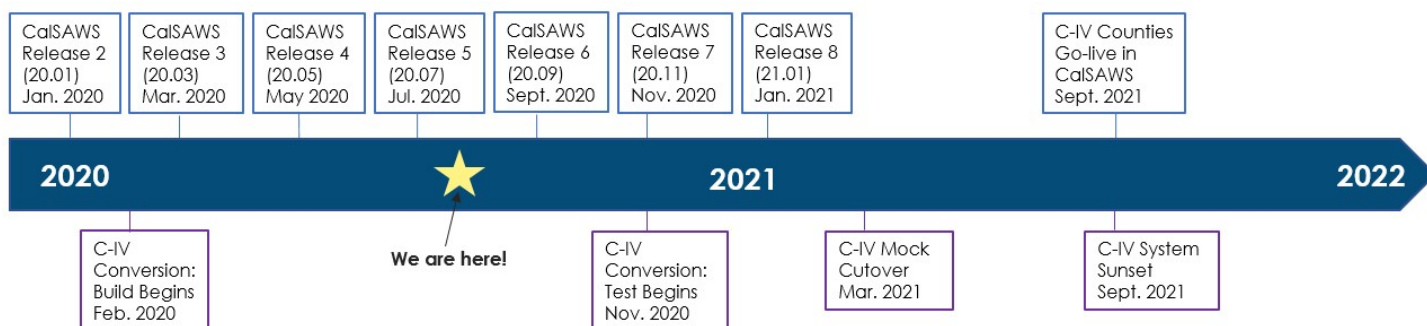 CalSAWS
Release 2
(20.01)
Jan. 2020
CalSAWS
Release 3
(20.03)
Mar. 2020
CalSAWS
Release 4
(20.05)
May 2020
CalSAWS
Release 5
(20.07)
Jul. 2020
CalSAWS
Release 6
(20.09)
Sept. 2020
CalSAWS
Release 7
(20.11)
Nov. 2020
CalSAWS
Release 8
(21.01)
Jan. 2021
C-IV Counties
Go-live in
CalSAWS
Sept. 2021
2020
2021
2022
C-IV
Conversion:
Build Begins
Feb. 2020
We are here!
C-IV
Conversion:
Test Begins
Nov. 2020
C-IV Mock
Cutover
Mar. 2021
C-IV System
Sunset
Sept. 2021